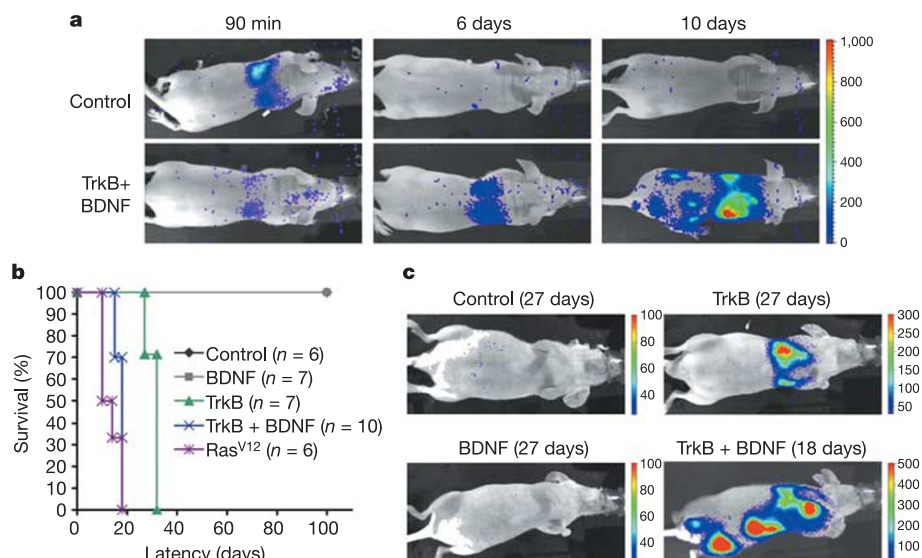 a
90 min
6 days
10 days
Control
TrkB+
BDNF
1,000
800
600
400
200
0
b
100
90
80
70
60
50
40
30
20
10
0
Survival (%)
0 20 40 60 80 100
Latency (days)
Control (n = 6)
BDNF (n = 7)
TrkB (n = 7)
TrkB + BDNF (n = 10)
RasV12 (n = 6)
c
Control (27 days)
100
80
60
40
TrkB (27 days)
300
250
200
150
100
50
BDNF (27 days)
100
80
60
40
TrkB + BDNF (18 days)
500
400
300
200
100